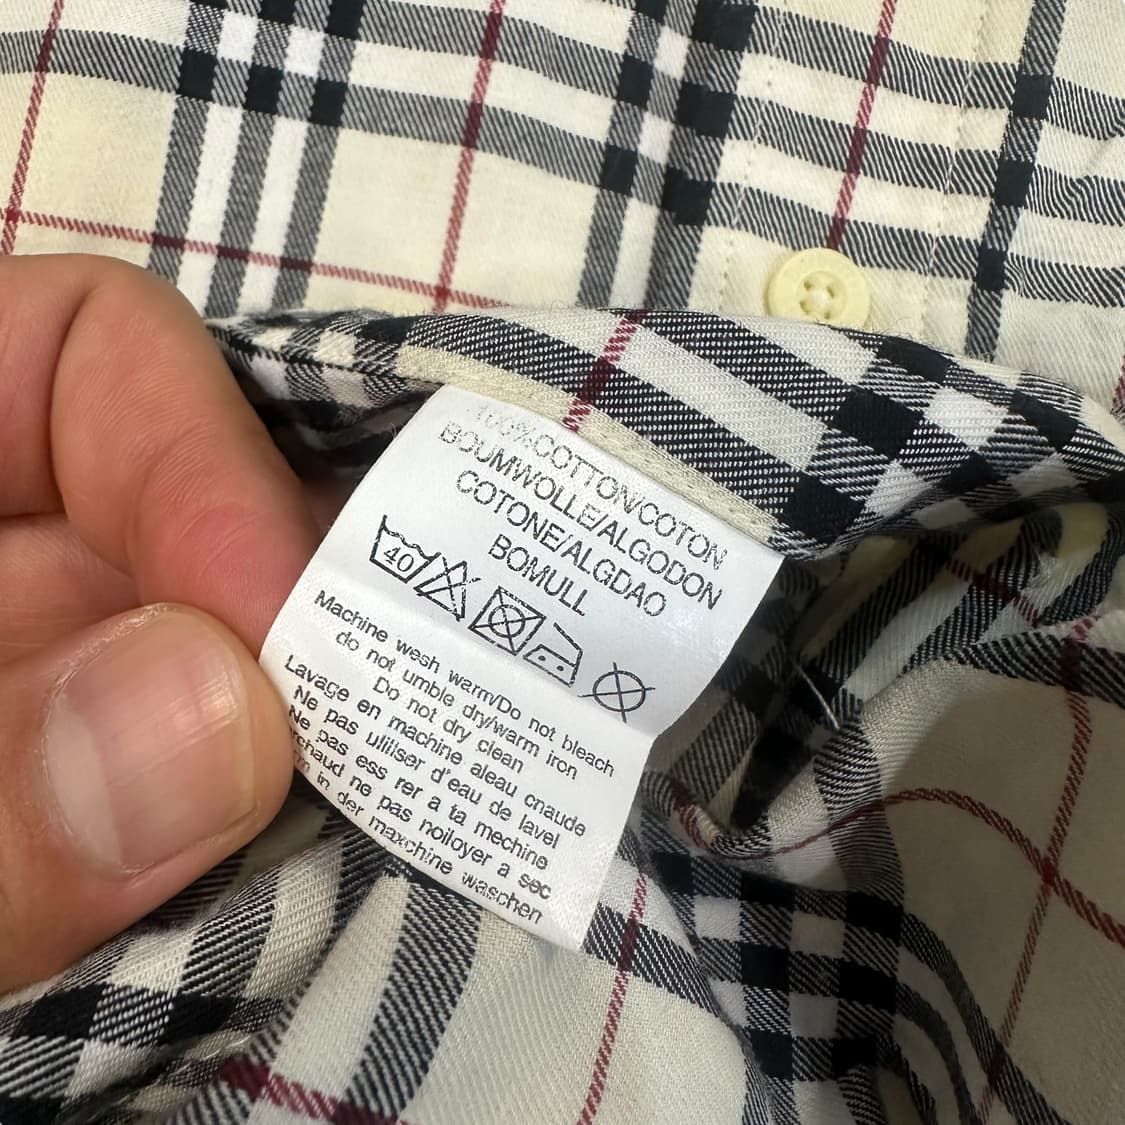 100%COTTON/COTON
BOUMWOLLE/ALGODON
COTONE/ALGDAO
BOMULL
40
Machine wesh warm/Do not bleach
do not umble dry/warm iron
Do not dry clean
Lavage en machine aleau cnaude
Ne pas uliliser d'eau de lavel
Ne pas ess rer a ta mechine
rchaud ne pas noiloyer a sec
in der maxchine waschen